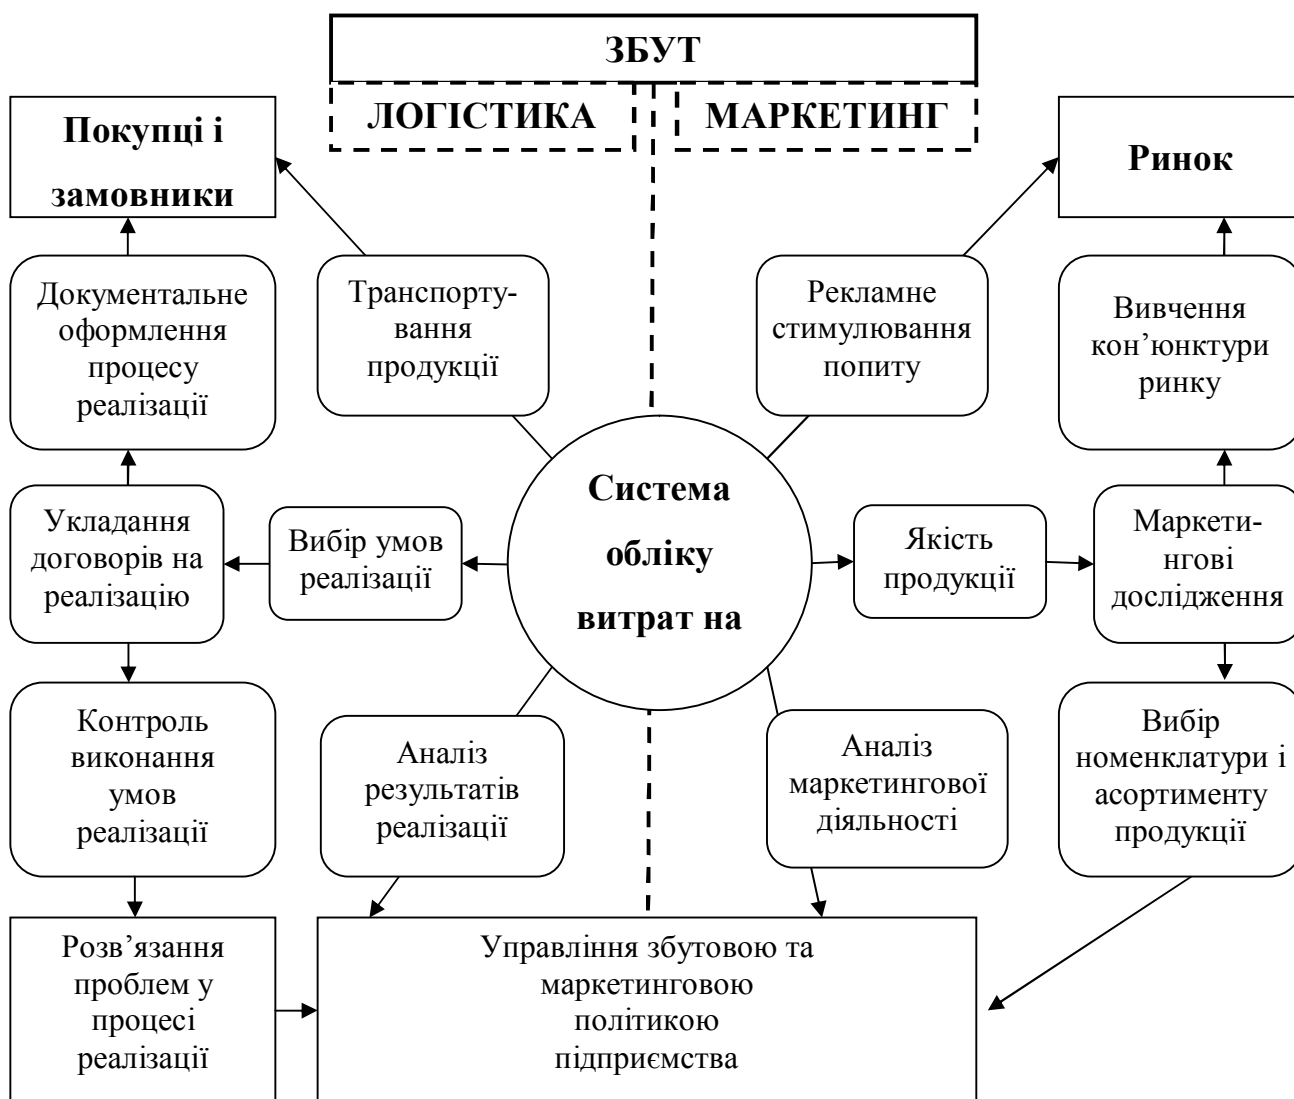 ЗБУТ
ЛОГІСТИКА
МАРКЕТИНГ
Покупці і
замовники
Ринок
Документальне
оформлення
процесу
реалізації
Транспорту-
вання
продукції
Рекламне
стимулювання
попиту
Вивчення
кон’юнктури
ринку
Укладання
договорів на
реалізацію
Вибір умов
реалізації
Система
обліку
витрат на
Якість
продукції
Маркети-
нгові
дослідження
Контроль
виконання
умов
реалізації
Аналіз
результатів
реалізації
Аналіз
маркетингової
діяльності
Вибір
номенклатури і
асортименту
продукції
Розв’язання
проблем у
процесі
реалізації
Управління збутовою та
маркетинговою
політикою
підприємства